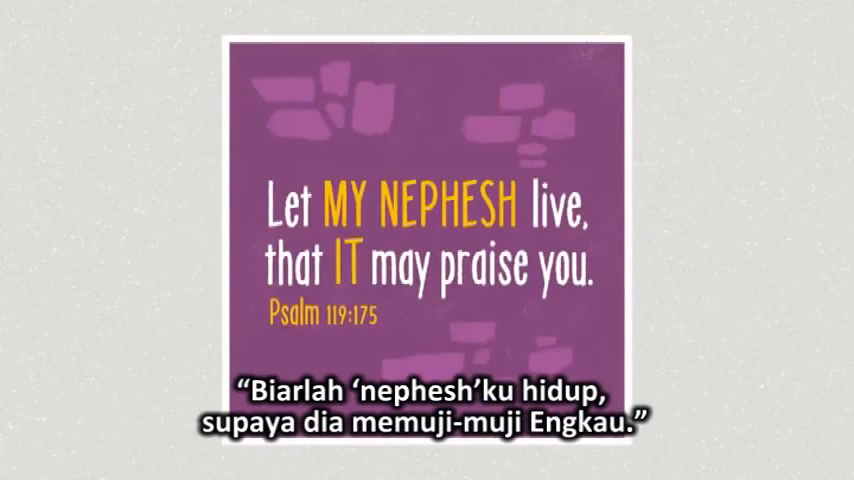 Let MY NEPHESH live,
that IT may praise you.
Psalm 119:175
“Biarlah ‘nephesh’ku hidup,
supaya dia memuji-muji Engkau.”